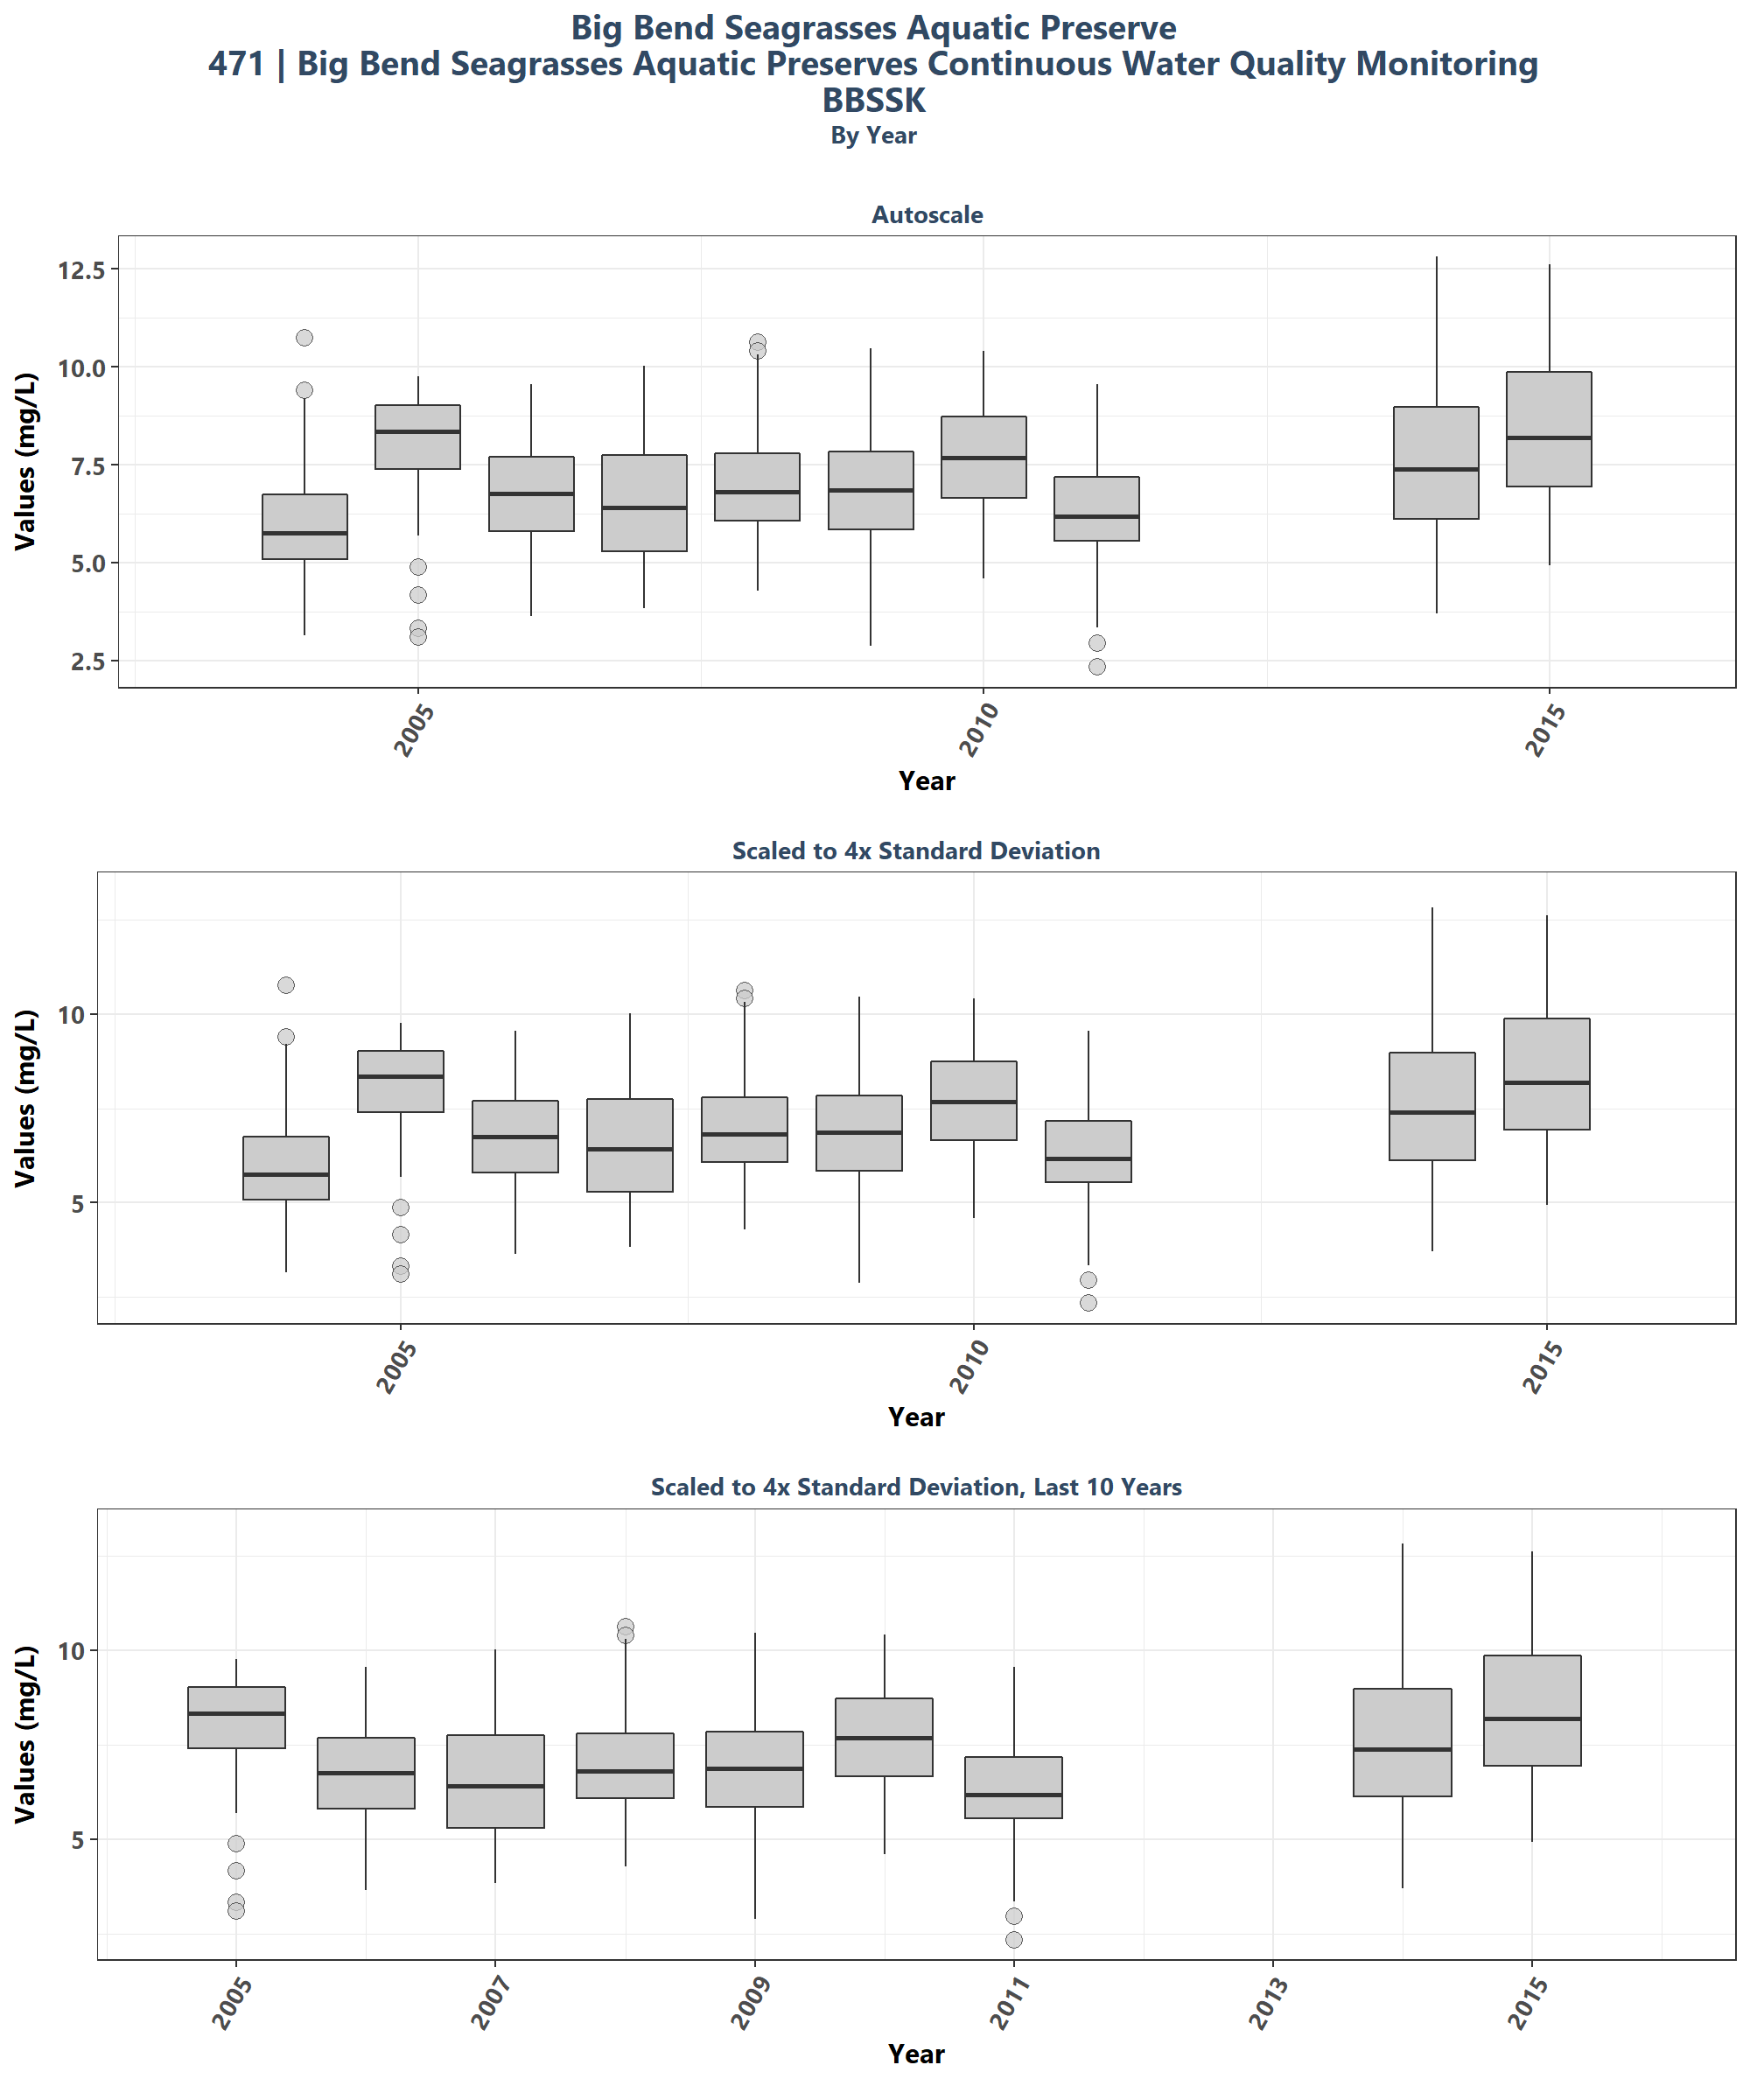 Big Bend Seagrasses Aquatic Preserve
471 | Big Bend Seagrasses Aquatic Preserves Continuous Water Quality Monitoring
BBSSK
By Year
Autoscale
Values (mg/L)
12.5
10.0
7.5
5.0
2.5
2005
2010
2015
Year
Scaled to 4x Standard Deviation
Values (mg/L)
10
5
2005
2010
2015
Year
Scaled to 4x Standard Deviation, Last 10 Years
Values (mg/L)
10
5
2005
2007
2009
2011
2013
2015
Year